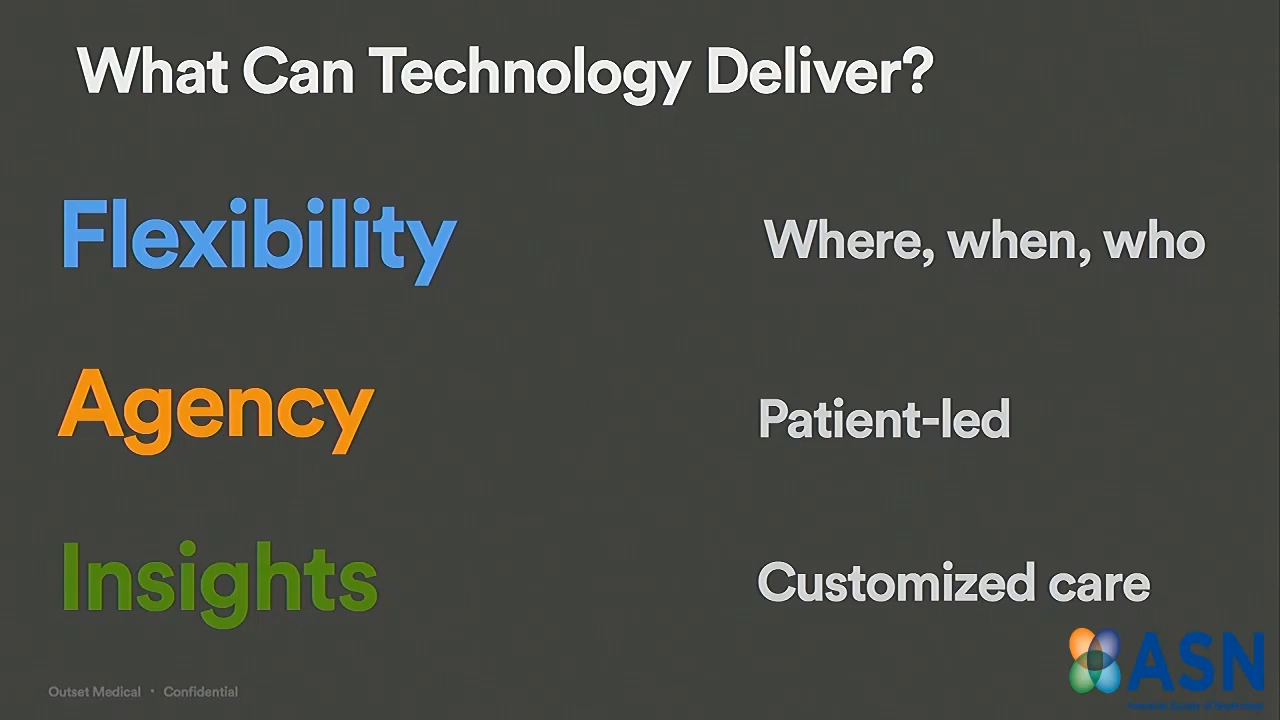 What Can Technology Deliver?
Flexibility
Where, when, who
Agency
Patient-led
Insights
Customized care
Outset Medical • Confidential
ASN